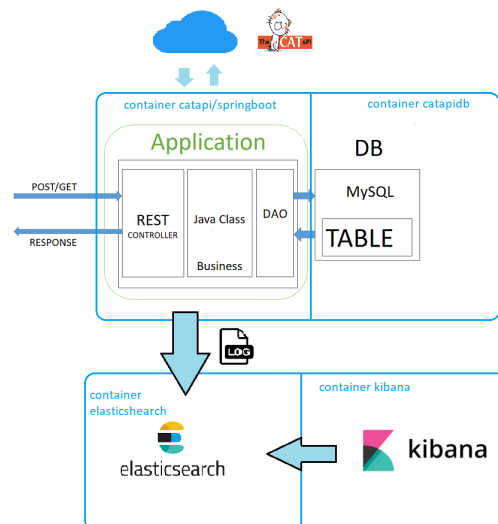 The CAT API
container catapi/springboot
container catapidb
Application
DB
POST/GET
REST
CONTROLLER
Java Class
Business
DAO
MySQL
TABLE
RESPONSE
LOG
container
elasticshearch
container kibana
elasticsearch
kibana